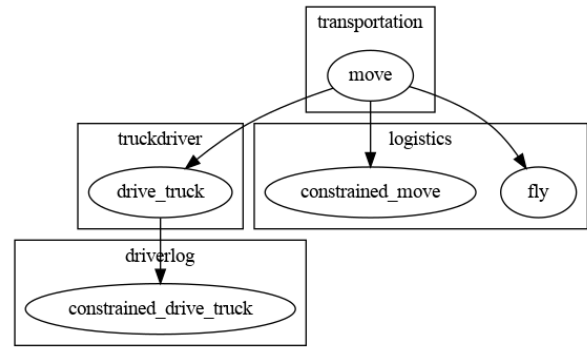 transportation
move
truckdriver
logistics
drive_truck
constrained_move
fly
driverlog
constrained_drive_truck